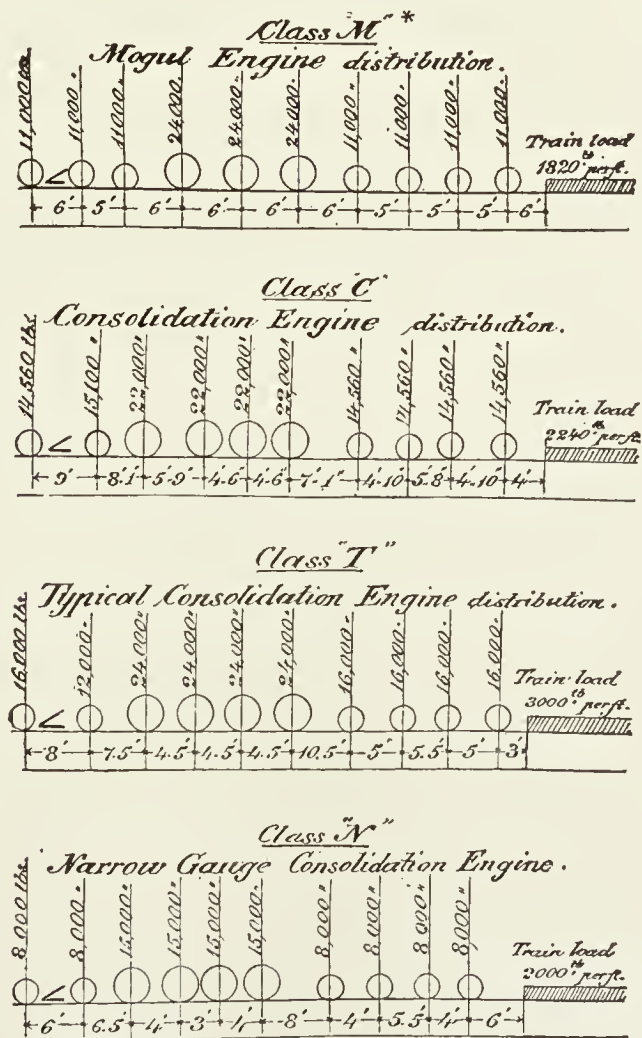 Class "M" *
Mogul Engine distribution.
11,000 lbs 11,000 " 11,000 " 24,000 " 24,000 " 24,000 " 11,000 " 11,000 " 11,000 " 11,000 "
Train load
1820 lb per ft.
6' 5' 6' 6' 6' 6' 5' 5' 5' 6'
Class "C"
Consolidation Engine distribution.
14,560 lbs 15,100 " 22,000 " 22,000 " 22,000 " 22,000 " 14,560 " 14,560 " 14,560 " 14,560 "
Train load
2240 lb per ft.
9' 8'.1" 5'.9" 4'.6" 4'.6" 7'.1" 4'.10" 5'.8" 4'.10" 4'
Class "T"
Typical Consolidation Engine distribution.
16,000 lbs 12,000 " 24,000 " 24,000 " 24,000 " 24,000 " 16,000 " 16,000 " 16,000 " 16,000 "
Train load
3000 lb per ft.
8' 7.5' 4.5' 4.5' 4.5' 10.5' 5' 5.5' 5' 3'
Class "N"
Narrow Gauge Consolidation Engine.
8,000 lbs 8,000 " 15,000 " 15,000 " 15,000 " 15,000 " 8,000 " 8,000 " 8,000 " 8,000 "
Train load
2000 lb per ft.
6' 6.5' 4' 3' 4' 8' 4' 5.5' 4' 6'